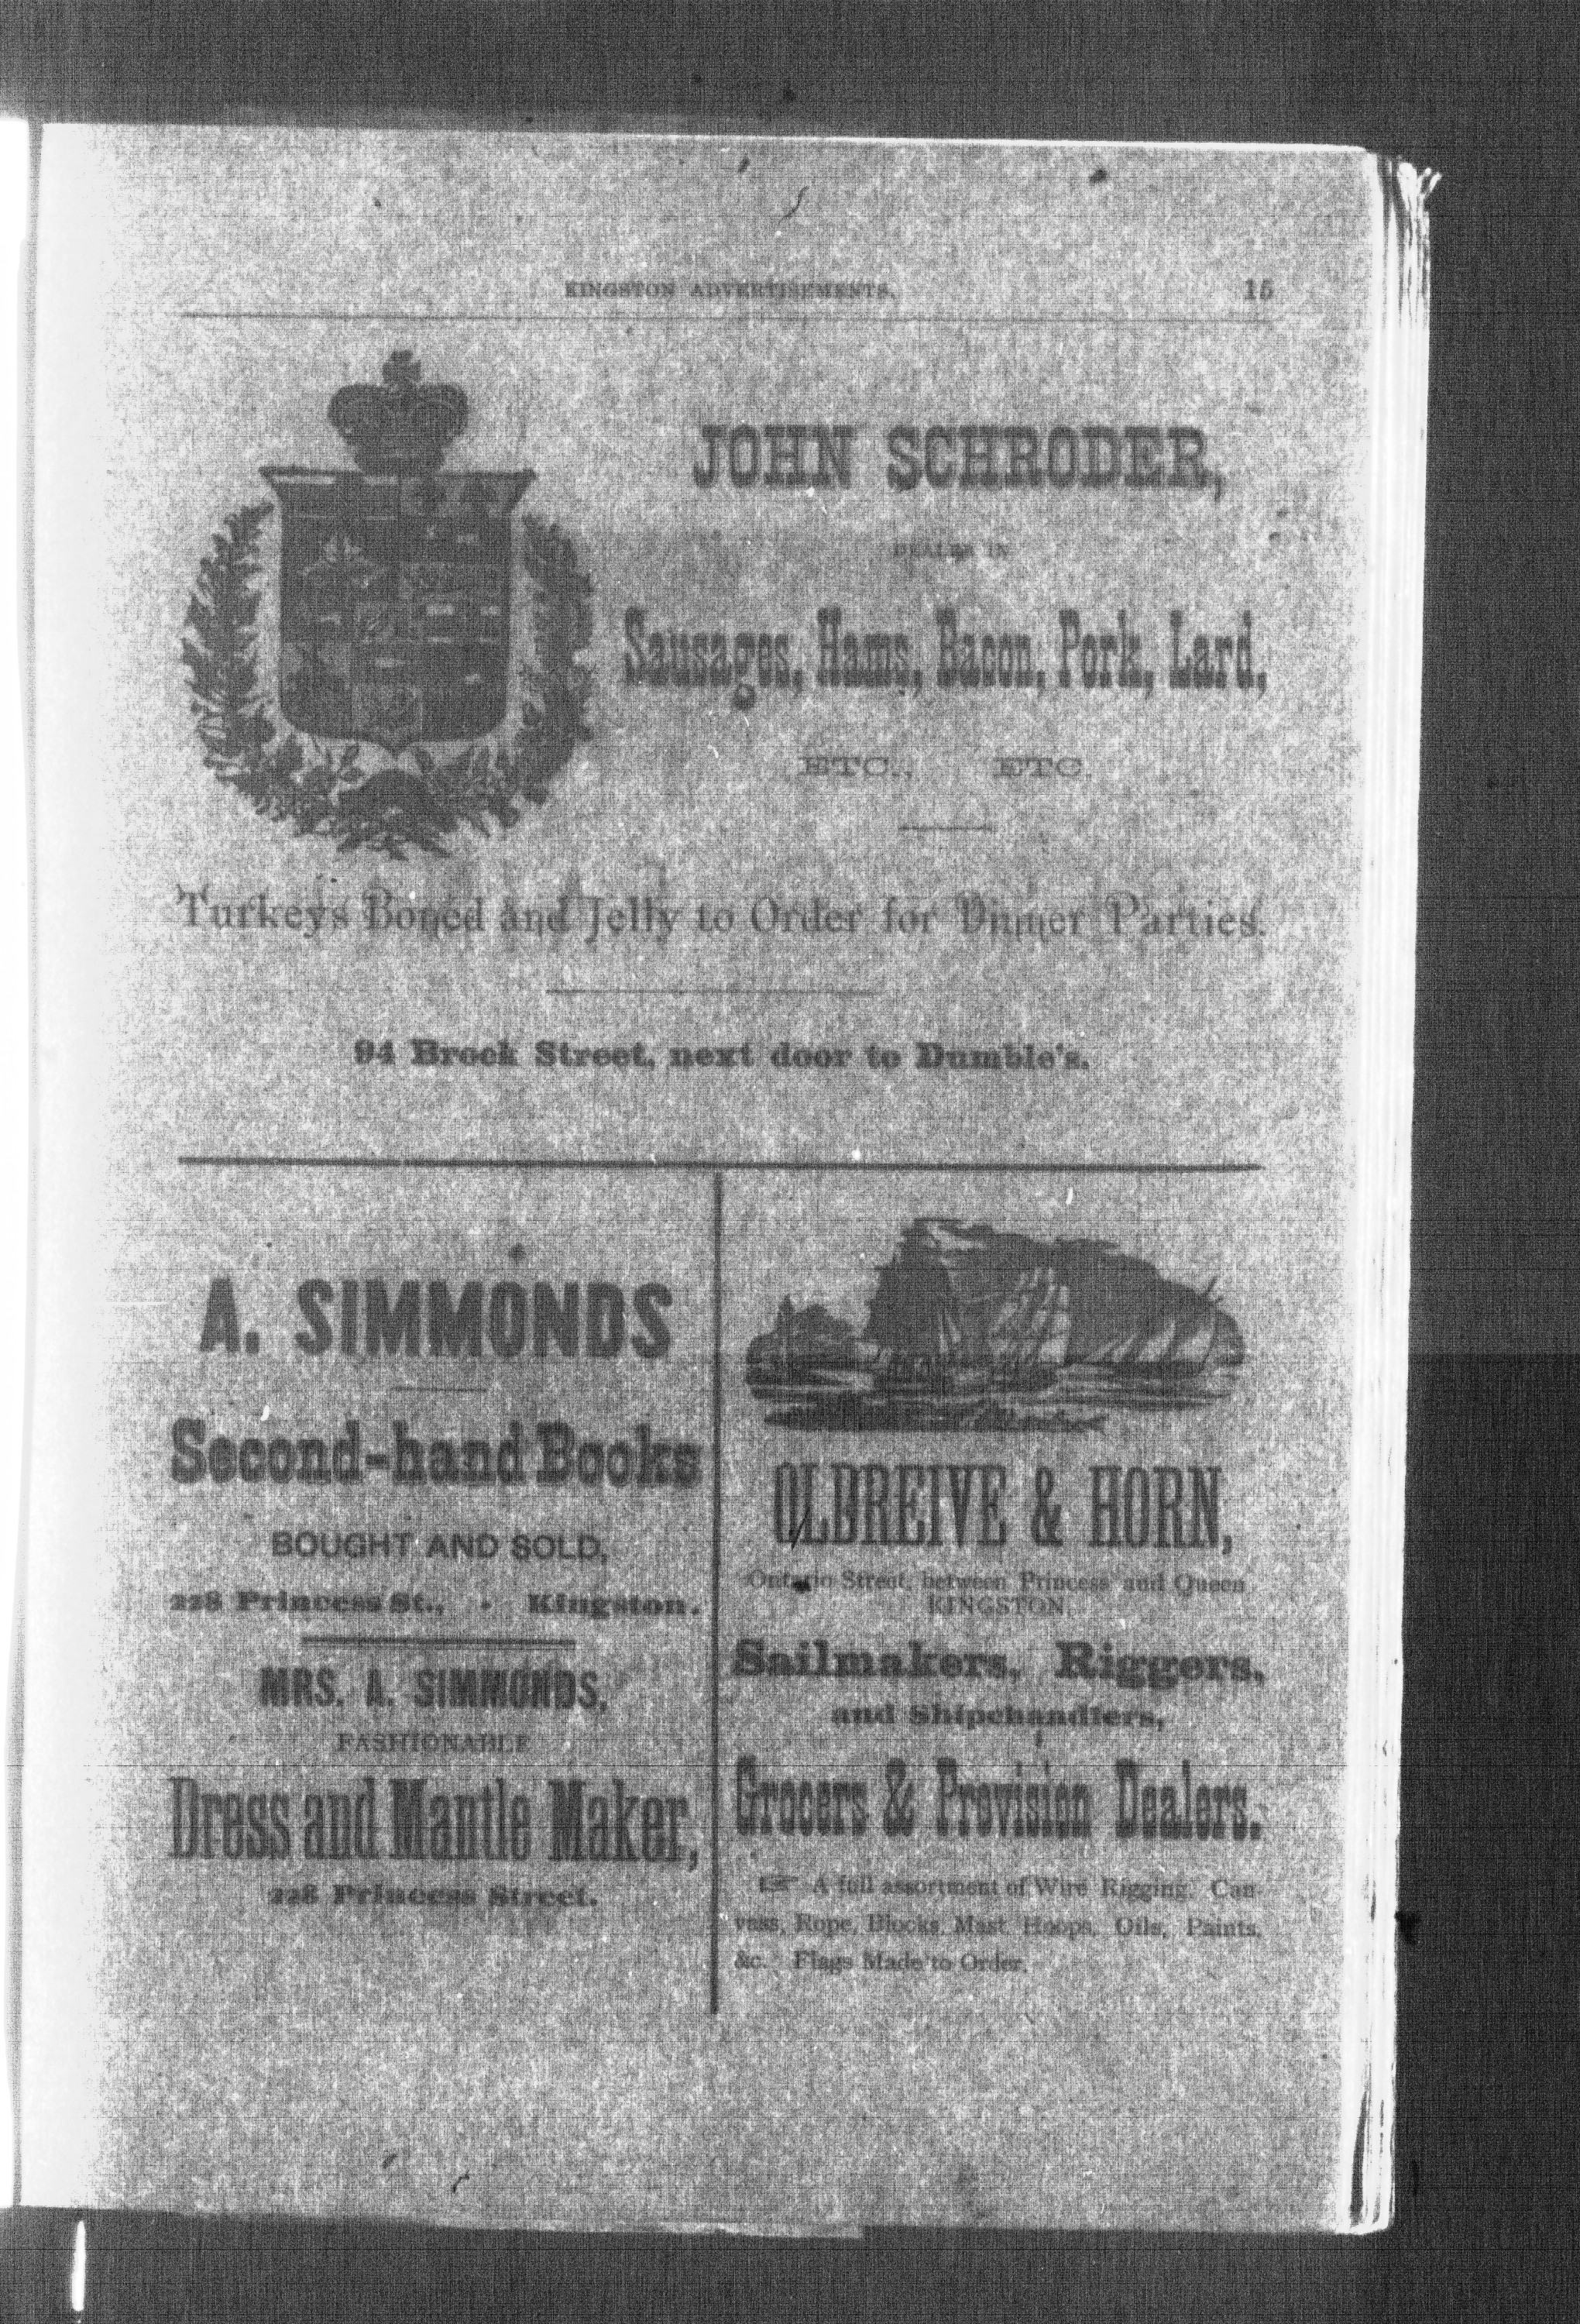 KINGSTON ADVERTISEMENTS. 15
JOHN SCHRODER,
DEALER IN
Sausages, Hams, Bacon, Pork, Lard,
ETC., ETC.
Turkeys Boned and Jelly to Order for Dinner Parties.
94 Brock Street, next door to Dumble's.
A. SIMMONDS
Second-hand Books
BOUGHT AND SOLD,
228 Princess St., - Kingston.
MRS. A. SIMMONDS,
FASHIONABLE
Dress and Mantle Maker,
228 Princess Street.
OLDREIVE & HORN,
Ontario Street, between Princess and Queen
KINGSTON,
Sailmakers, Riggers,
and Shipchandlers,
Grocers & Provision Dealers.
☞ A full assortment of Wire Rigging, Can-
vass, Rope, Blocks, Mast Hoops, Oils, Paints,
&c. Flags Made to Order.